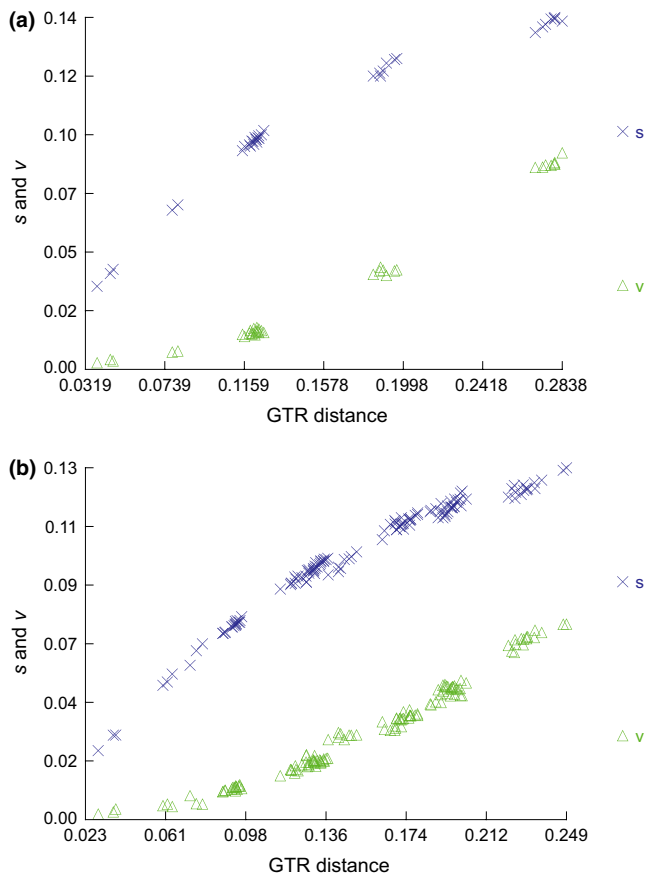 (a)
0.14
0.12
0.10
0.07
0.05
0.02
0.00
s and v
0.0319 0.0739 0.1159 0.1578 0.1998 0.2418 0.2838
GTR distance
s
v
(b)
0.13
0.11
0.09
0.07
0.04
0.02
0.00
s and v
0.023 0.061 0.098 0.136 0.174 0.212 0.249
GTR distance
s
v